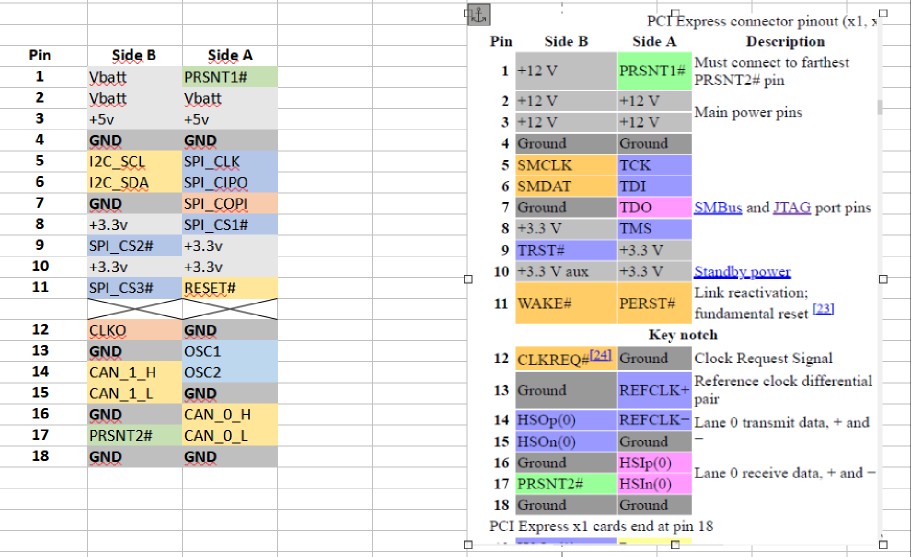 Pin Side B Side A
1 Vbatt PRSNT1#
2 Vbatt Vbatt
3 +5v +5v
4 GND GND
5 I2C_SCL SPI_CLK
6 I2C_SDA SPI_CIPO
7 GND SPI_COPI
8 +3.3v SPI_CS1#
9 SPI_CS2# +3.3v
10 +3.3v +3.3v
11 SPI_CS3# RESET#
12 CLKO GND
13 GND OSC1
14 CAN_1_H OSC2
15 CAN_1_L GND
16 GND CAN_0_H
17 PRSNT2# CAN_0_L
18 GND GND
PCI Express connector pinout (x1, x
Pin Side B Side A Description
1 +12 V PRSNT1# Must connect to farthest
PRSNT2# pin
2 +12 V +12 V
Main power pins
3 +12 V +12 V
4 Ground Ground
5 SMCLK TCK
6 SMDAT TDI
7 Ground TDO SMBus and JTAG port pins
8 +3.3 V TMS
9 TRST# +3.3 V
10 +3.3 V aux +3.3 V Standby power
11 WAKE# PERST# Link reactivation;
fundamental reset [23]
Key notch
12 CLKREQ#[24] Ground Clock Request Signal
13 Ground REFCLK+ Reference clock differential
pair
14 HSOp(0) REFCLK− Lane 0 transmit data, + and
−
15 HSOn(0) Ground
16 Ground HSIp(0)
Lane 0 receive data, + and −
17 PRSNT2# HSIn(0)
18 Ground Ground
PCI Express x1 cards end at pin 18